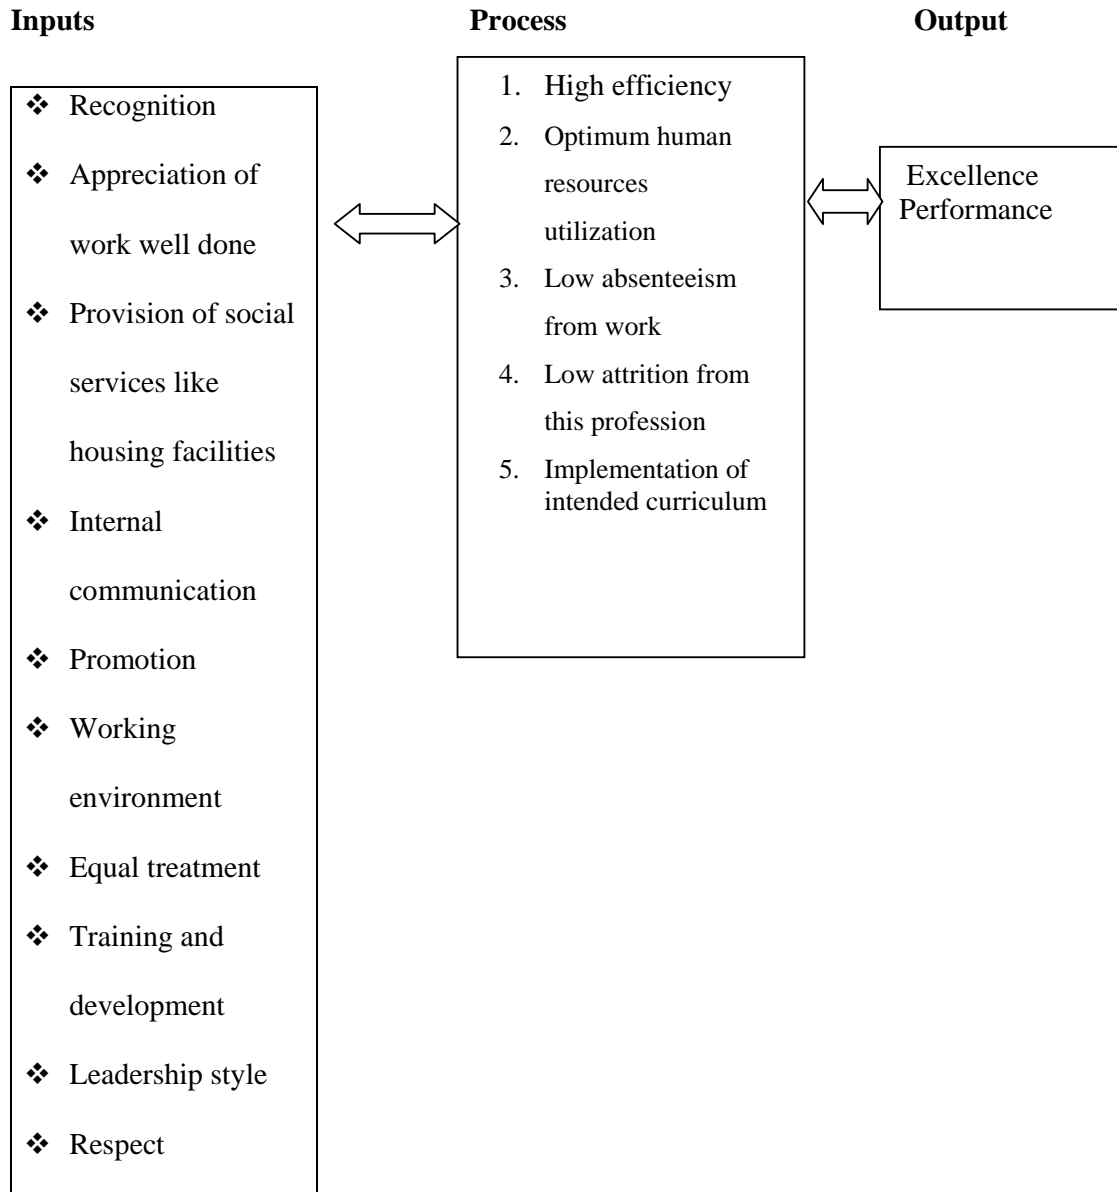 Inputs
Process
Output
❖ Recognition
❖ Appreciation of
work well done
❖ Provision of social
services like
housing facilities
❖ Internal
communication
❖ Promotion
❖ Working
environment
❖ Equal treatment
❖ Training and
development
❖ Leadership style
❖ Respect
1. High efficiency
2. Optimum human
resources
utilization
3. Low absenteeism
from work
4. Low attrition from
this profession
5. Implementation of
intended curriculum
Excellence
Performance